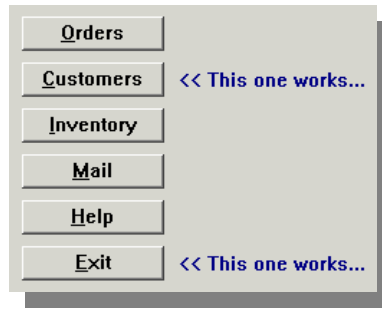 Orders
Customers << This one works...
Inventory
Mail
Help
Exit << This one works...